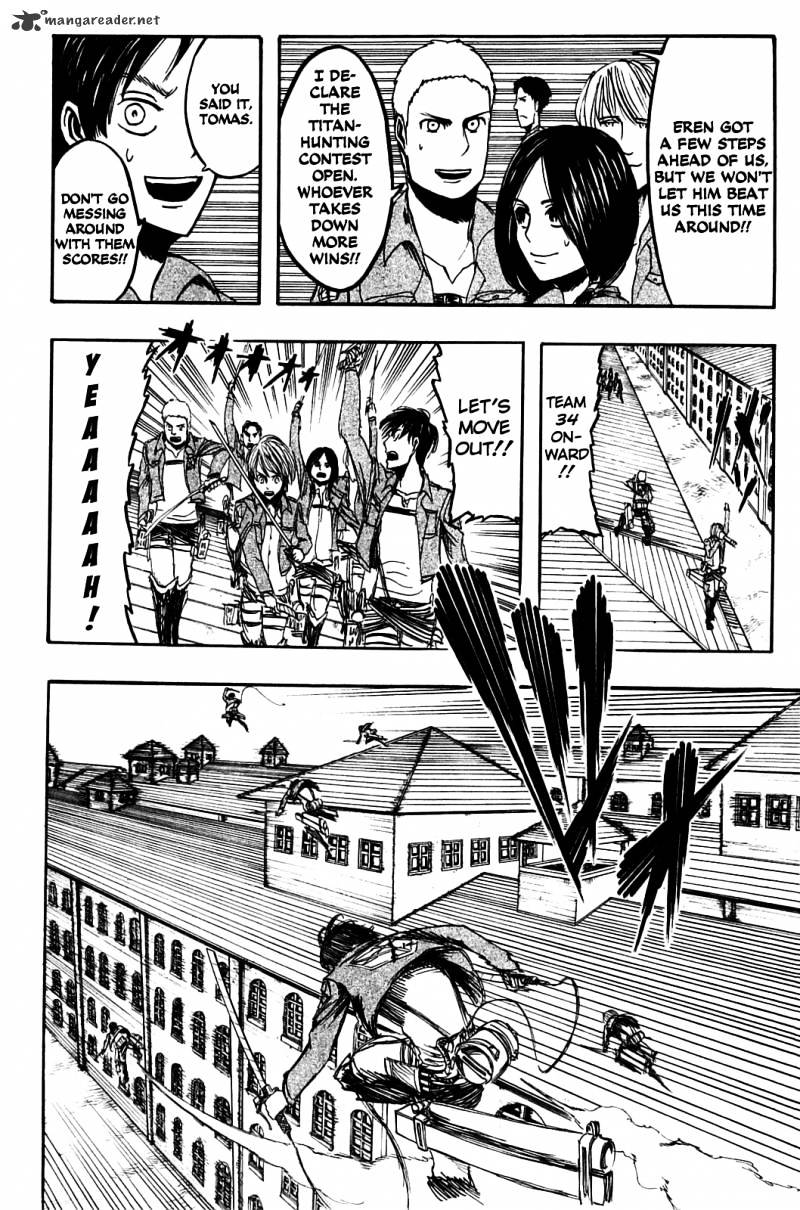 mangareader.net
EREN GOT
A FEW STEPS
AHEAD OF US,
BUT WE WON'T
LET HIM BEAT
US THIS TIME
AROUND!!
I DE-
CLARE
THE
TITAN-
HUNTING
CONTEST
OPEN.
WHOEVER
TAKES
DOWN
MORE
WINS!!
YOU
SAID IT,
TOMAS.
DON'T GO
MESSING
AROUND
WITH THEM
SCORES!!
TEAM
34
ON-
WARD
!!
LET'S
MOVE
OUT!!
YEAAAAAAH!